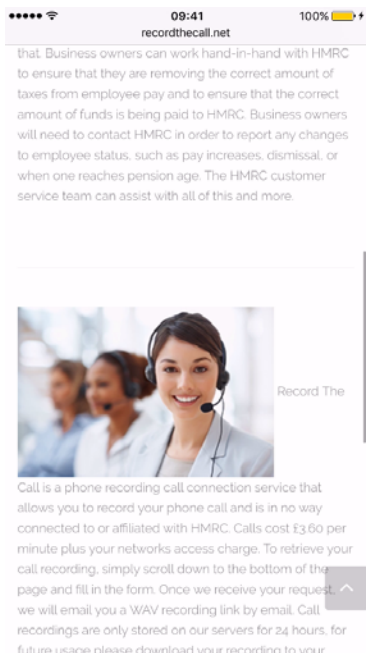 09:41
100%
recordthecall.net
that. Business owners can work hand-in-hand with HMRC
to ensure that they are removing the correct amount of
taxes from employee pay and to ensure that the correct
amount of funds is being paid to HMRC. Business owners
will need to contact HMRC in order to report any changes
to employee status, such as pay increases, dismissal, or
when one reaches pension age. The HMRC customer
service team can assist with all of this and more.
Record The
Call is a phone recording call connection service that
allows you to record your phone call and is in no way
connected to or affiliated with HMRC. Calls cost £3.60 per
minute plus your networks access charge. To retrieve your
call recording, simply scroll down to the bottom of the
page and fill in the form. Once we receive your request,
we will email you a WAV recording link by email. Call
recordings are only stored on our servers for 24 hours, for
future usage please download your recording to your